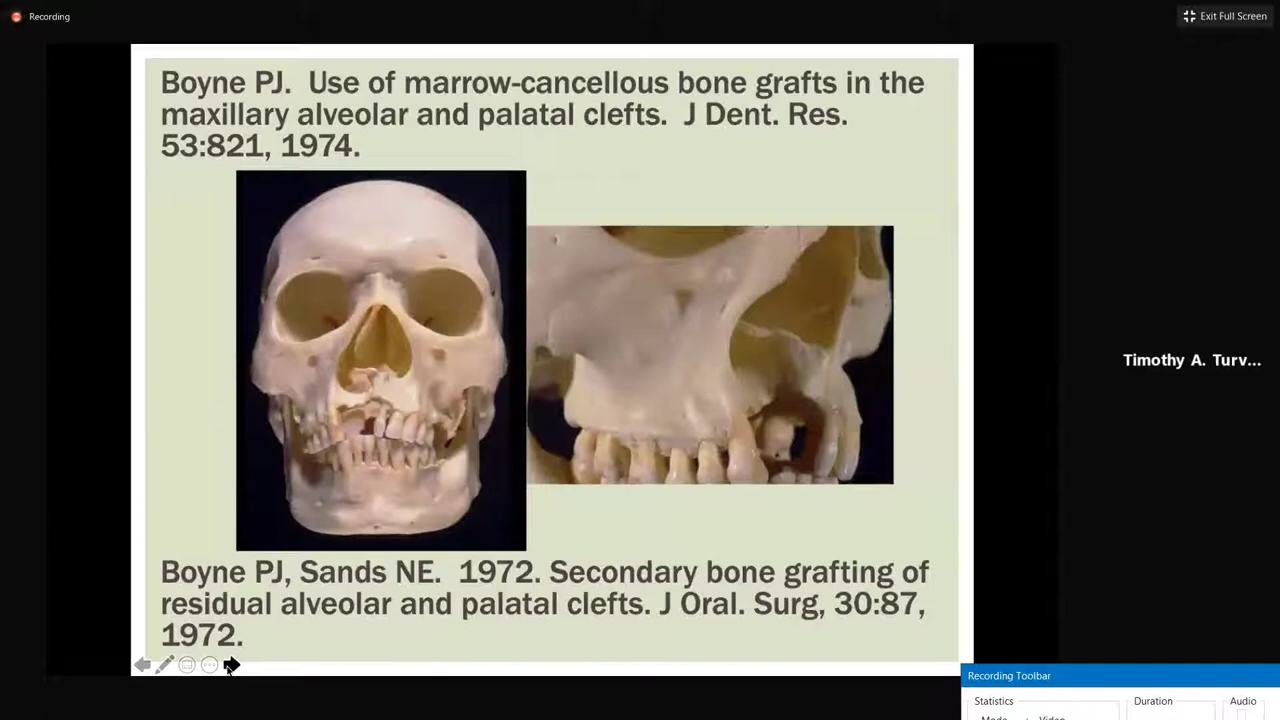 Recording
Exit Full Screen
Boyne PJ. Use of marrow-cancellous bone grafts in the
maxillary alveolar and palatal clefts. J Dent. Res.
53:821, 1974.
Timothy A. Turv...
Boyne PJ, Sands NE. 1972. Secondary bone grafting of
residual alveolar and palatal clefts. J Oral. Surg, 30:87,
1972.
Recording Toolbar
Statistics
Duration
Audio
Mode
Video